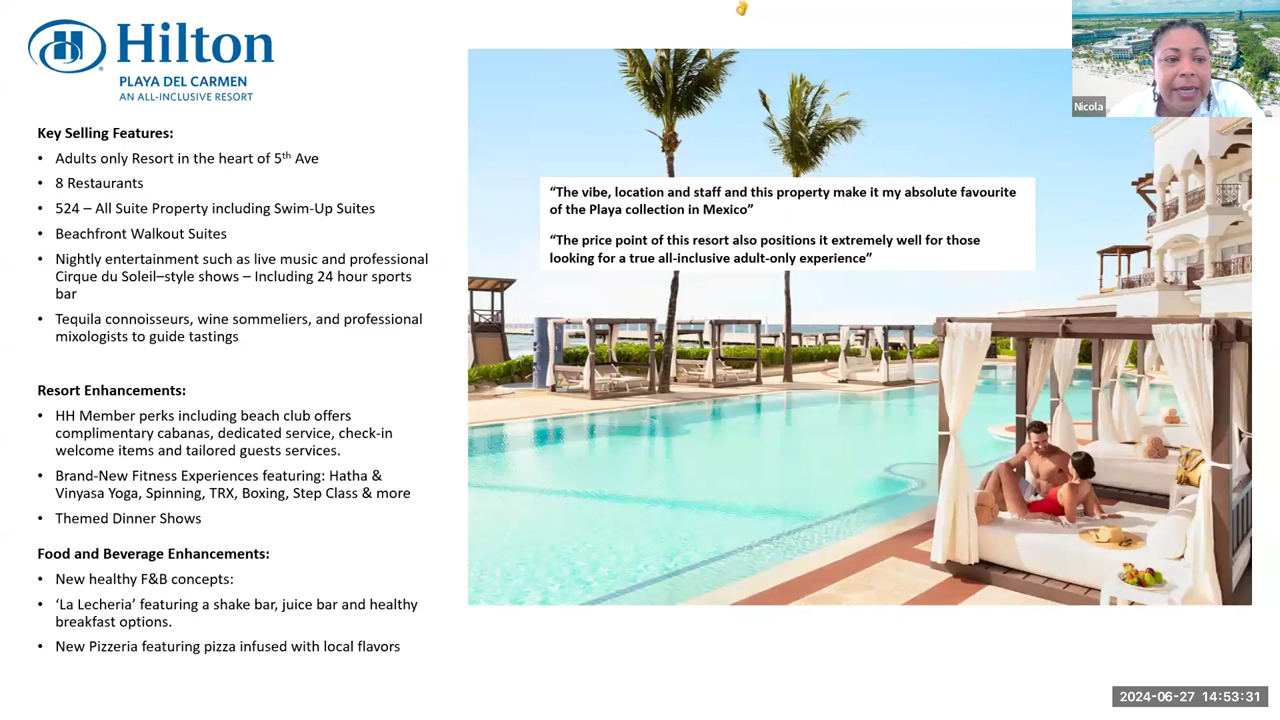 Hilton
PLAYA DEL CARMEN
AN ALL-INCLUSIVE RESORT
Key Selling Features:
• Adults only Resort in the heart of 5th Ave
• 8 Restaurants
• 524 – All Suite Property including Swim-Up Suites
• Beachfront Walkout Suites
• Nightly entertainment such as live music and professional
Cirque du Soleil–style shows – Including 24 hour sports
bar
• Tequila connoisseurs, wine sommeliers, and professional
mixologists to guide tastings
Resort Enhancements:
• HH Member perks including beach club offers
complimentary cabanas, dedicated service, check-in
welcome items and tailored guests services.
• Brand-New Fitness Experiences featuring: Hatha &
Vinyasa Yoga, Spinning, TRX, Boxing, Step Class & more
• Themed Dinner Shows
Food and Beverage Enhancements:
• New healthy F&B concepts:
• ‘La Lecheria’ featuring a shake bar, juice bar and healthy
breakfast options.
• New Pizzeria featuring pizza infused with local flavors
“The vibe, location and staff and this property make it my absolute favourite
of the Playa collection in Mexico”
“The price point of this resort also positions it extremely well for those
looking for a true all-inclusive adult-only experience”
Nicola
2024-06-27 14:53:31